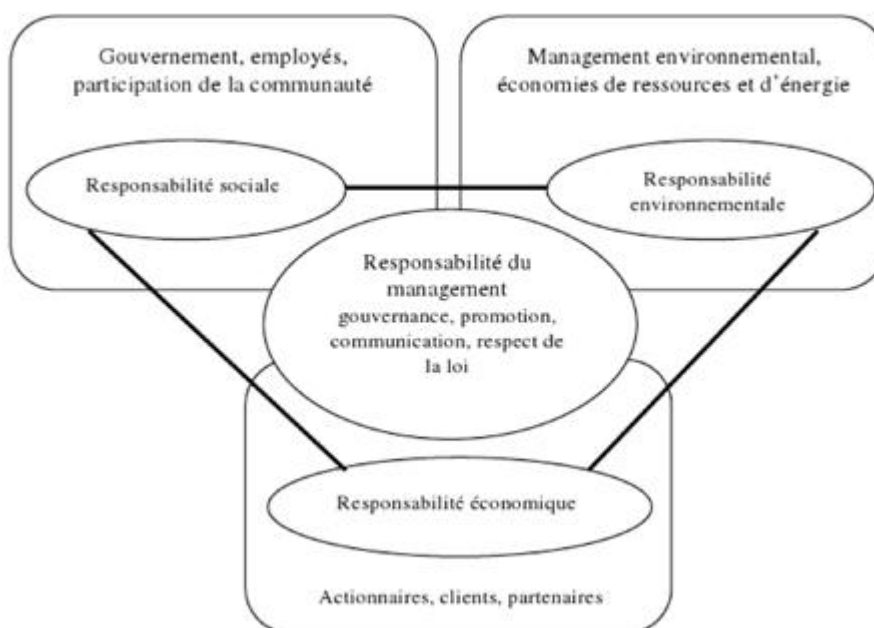 Gouvernement, employés,
participation de la communauté
Management environnemental,
économies de ressources et d'énergie
Responsabilité sociale
Responsabilité
environnementale
Responsabilité du
management
gouvernance, promotion,
communication, respect de
la loi
Responsabilité économique
Actionnaires, clients, partenaires